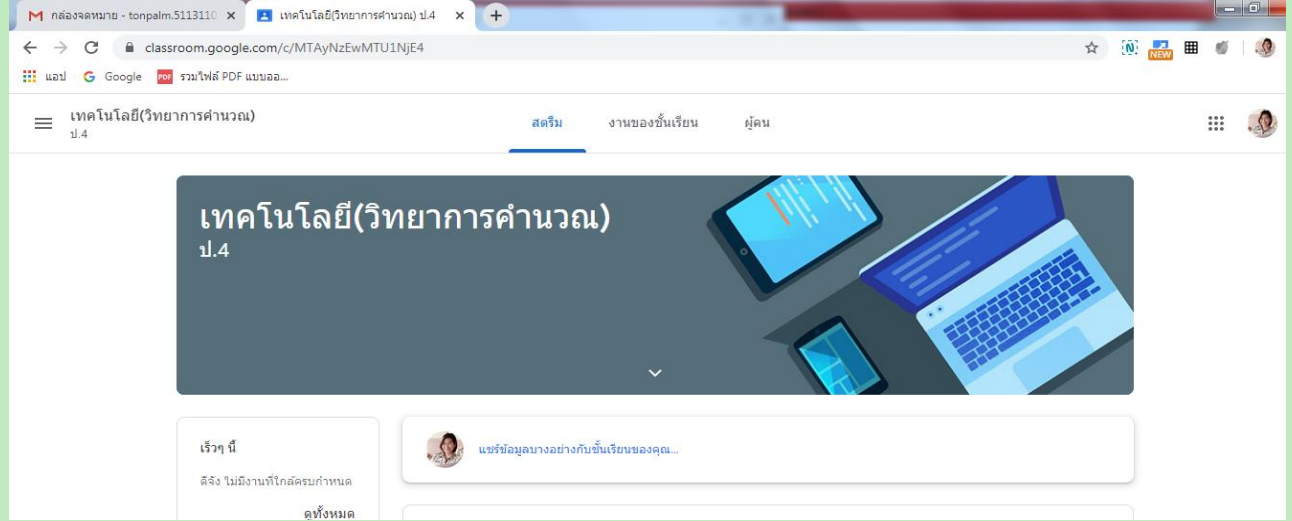 กล่องจดหมาย - tonpalm.5113110
เทคโนโลยี(วิทยาการคำนวณ) ป.4
classroom.google.com/c/MTAyNzEwMTU1NjE4
NEW
แอป
Google
PDF
รวมไฟล์ PDF แบบออ...
เทคโนโลยี(วิทยาการคำนวณ)
ป.4
สตรีม
งานของชั้นเรียน
ผู้คน
เทคโนโลยี(วิทยาการคำนวณ)
ป.4
เร็วๆ นี้
ดีจัง ไม่มีงานที่ใกล้ครบกำหนด
ดูทั้งหมด
แชร์ข้อมูลบางอย่างกับชั้นเรียนของคุณ...